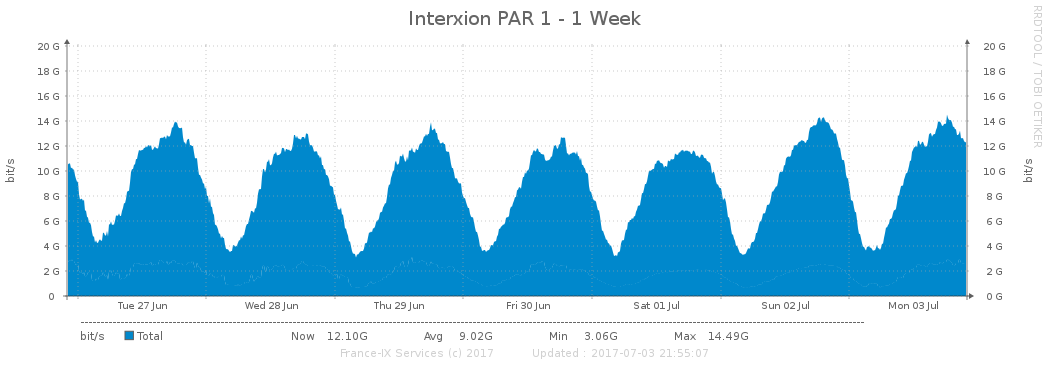 Interxion PAR 1 - 1 Week
RRDTOOL / TOBI OETIKER
20 G 20 G
18 G 18 G
16 G 16 G
14 G 14 G
12 G 12 G
10 G 10 G
8 G 8 G
6 G 6 G
4 G 4 G
2 G 2 G
0 0 G
bit/s bit/s
Tue 27 Jun Wed 28 Jun Thu 29 Jun Fri 30 Jun Sat 01 Jul Sun 02 Jul Mon 03 Jul
bit/s Total Now 12.10G Avg 9.02G Min 3.06G Max 14.49G
France-IX Services (c) 2017 Updated : 2017-07-03 21:55:07